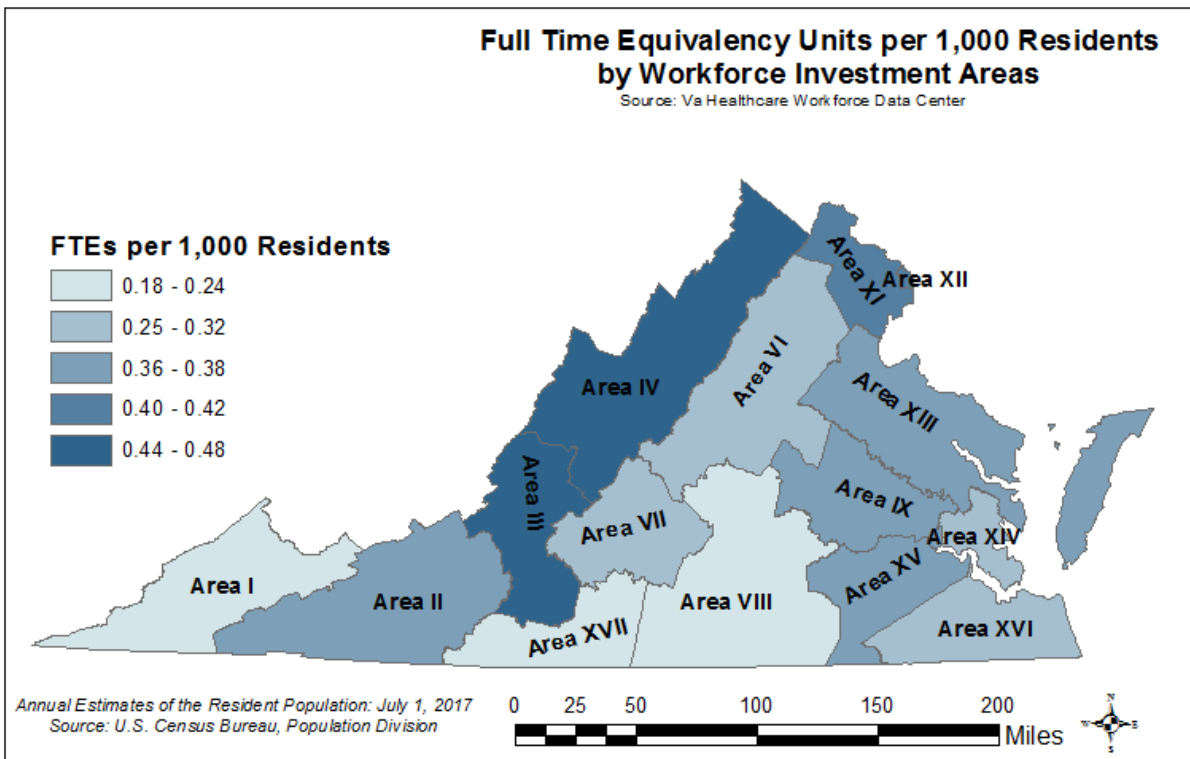 Full Time Equivalency Units per 1,000 Residents
by Workforce Investment Areas
Source: Va Healthcare Workforce Data Center
FTEs per 1,000 Residents
0.18 - 0.24
0.25 - 0.32
0.36 - 0.38
0.40 - 0.42
0.44 - 0.48
Area XI
Area XII
Area VI
Area IV
Area XIII
Area III
Area IX
Area VII
Area XIV
Area XV
Area I
Area II
Area VIII
Area XVII
Area XVI
Annual Estimates of the Resident Population: July 1, 2017
Source: U.S. Census Bureau, Population Division
0 25 50 100 150 200
Miles
N
W E
S